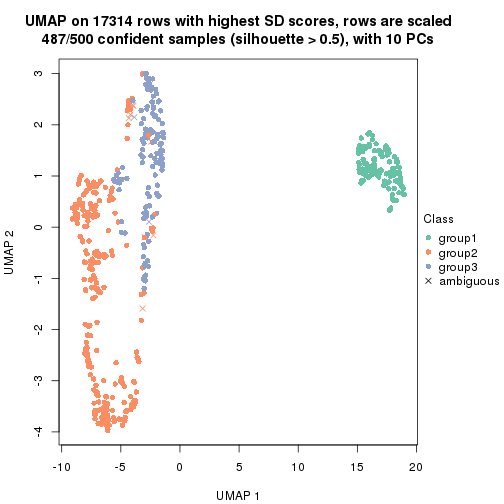 UMAP on 17314 rows with highest SD scores, rows are scaled
487/500 confident samples (silhouette > 0.5), with 10 PCs
3
2
1
0
-1
-2
-3
-4
UMAP 2
-10
-5
0
5
10
15
20
UMAP 1
Class
group1
group2
group3
ambiguous